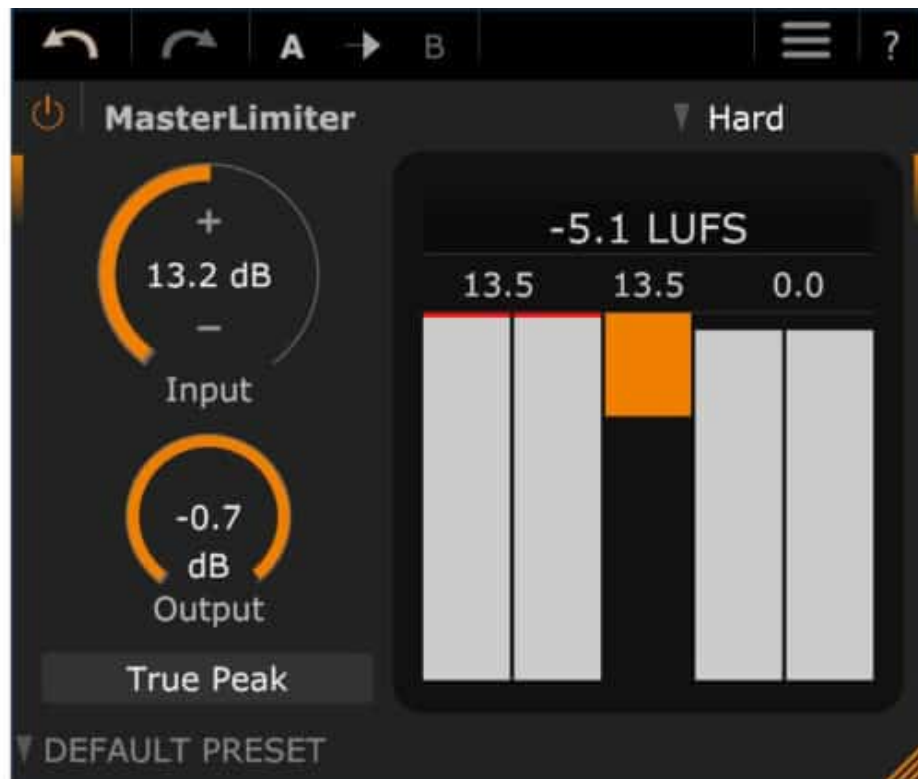 A B ?
MasterLimiter Hard
+
13.2 dB
−
Input
-0.7
dB
Output
True Peak
DEFAULT PRESET
-5.1 LUFS
13.5 13.5 0.0